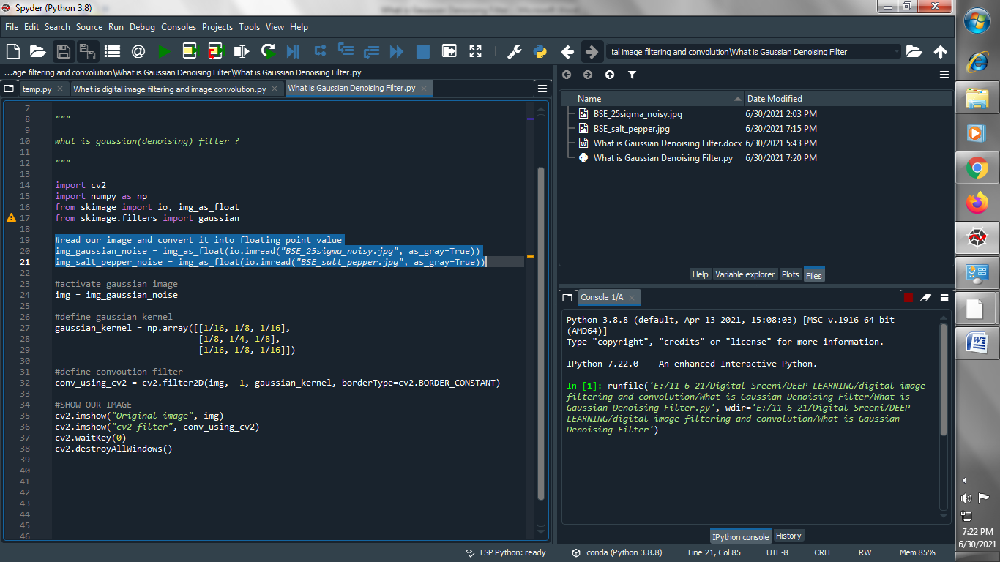 Spyder (Python 3.8)
File Edit Search Source Run Debug Consoles Projects Tools View Help
tal image filtering and convolution\What is Gaussian Denoising Filter
...age filtering and convolution\What is Gaussian Denoising Filter\What is Gaussian Denoising Filter.py
temp.py What is digital image filtering and image convolution.py What is Gaussian Denoising Filter.py
7
8 """
9
10 what is gaussian(denoising) filter ?
11
12 """
13
14 import cv2
15 import numpy as np
16 from skimage import io, img_as_float
17 from skimage.filters import gaussian
18
19 #read our image and convert it into floating point value
20 img_gaussian_noise = img_as_float(io.imread("BSE_25sigma_noisy.jpg", as_gray=True))
21 img_salt_pepper_noise = img_as_float(io.imread("BSE_salt_pepper.jpg", as_gray=True))
22
23 #activate gaussian image
24 img = img_gaussian_noise
25
26 #define gaussian kernel
27 gaussian_kernel = np.array([[1/16, 1/8, 1/16],
28 [1/8, 1/4, 1/8],
29 [1/16, 1/8, 1/16]])
30
31 #define convoution filter
32 conv_using_cv2 = cv2.filter2D(img, -1, gaussian_kernel, borderType=cv2.BORDER_CONSTANT)
33
34 #SHOW OUR IMAGE
35 cv2.imshow("Original image", img)
36 cv2.imshow("cv2 filter", conv_using_cv2)
37 cv2.waitKey(0)
38 cv2.destroyAllWindows()
39
40
41
42
43
44
45
46
Name Date Modified
BSE_25sigma_noisy.jpg 6/30/2021 2:03 PM
BSE_salt_pepper.jpg 6/30/2021 7:15 PM
What is Gaussian Denoising Filter.docx 6/30/2021 5:43 PM
What is Gaussian Denoising Filter.py 6/30/2021 7:20 PM
Help Variable explorer Plots Files
Console 1/A
Python 3.8.8 (default, Apr 13 2021, 15:08:03) [MSC v.1916 64 bit
(AMD64)]
Type "copyright", "credits" or "license" for more information.
IPython 7.22.0 -- An enhanced Interactive Python.
In [1]: runfile('E:/11-6-21/Digital Sreeni/DEEP LEARNING/digital image
filtering and convolution/What is Gaussian Denoising Filter/What is
Gaussian Denoising Filter.py', wdir='E:/11-6-21/Digital Sreeni/DEEP
LEARNING/digital image filtering and convolution/What is Gaussian
Denoising Filter')
IPython console History
LSP Python: ready conda (Python 3.8.8) Line 21, Col 85 UTF-8 CRLF RW Mem 85%
7:22 PM
6/30/2021